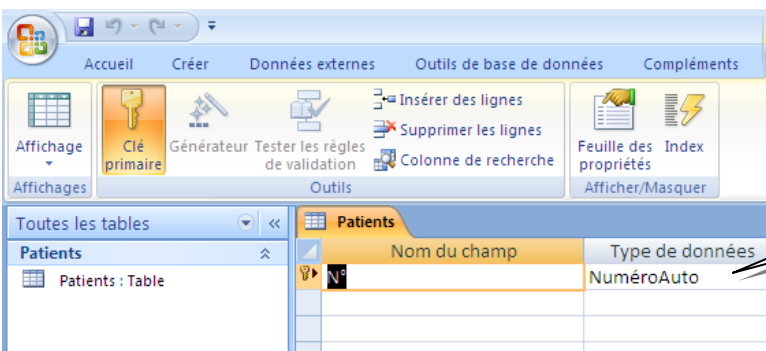 Accueil Créer Données externes Outils de base de données Compléments
Affichage
Clé primaire
Générateur
Tester les règles de validation
Insérer des lignes
Supprimer les lignes
Colonne de recherche
Feuille des propriétés
Index
Affichages Outils Afficher/Masquer
Toutes les tables
Patients
Patients : Table
Patients
Nom du champ Type de données
N° NuméroAuto